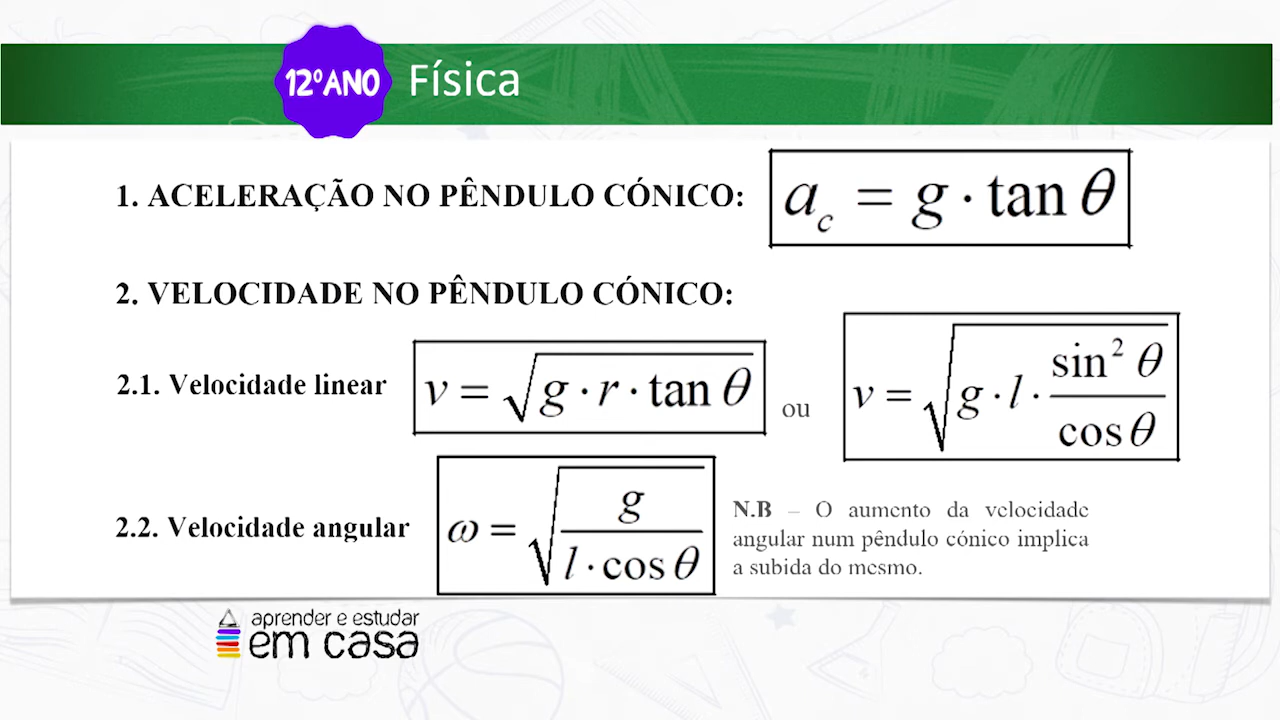 12ºANO Física
1. ACELERAÇÃO NO PÊNDULO CÓNICO: a_c = g · tan θ
2. VELOCIDADE NO PÊNDULO CÓNICO:
2.1. Velocidade linear v = √(g · r · tan θ) ou v = √(g · l · sin² θ / cos θ)
2.2. Velocidade angular ω = √(g / (l · cos θ))
N.B – O aumento da velocidade
angular num pêndulo cónico implica
a subida do mesmo.
aprender e estudar
em casa